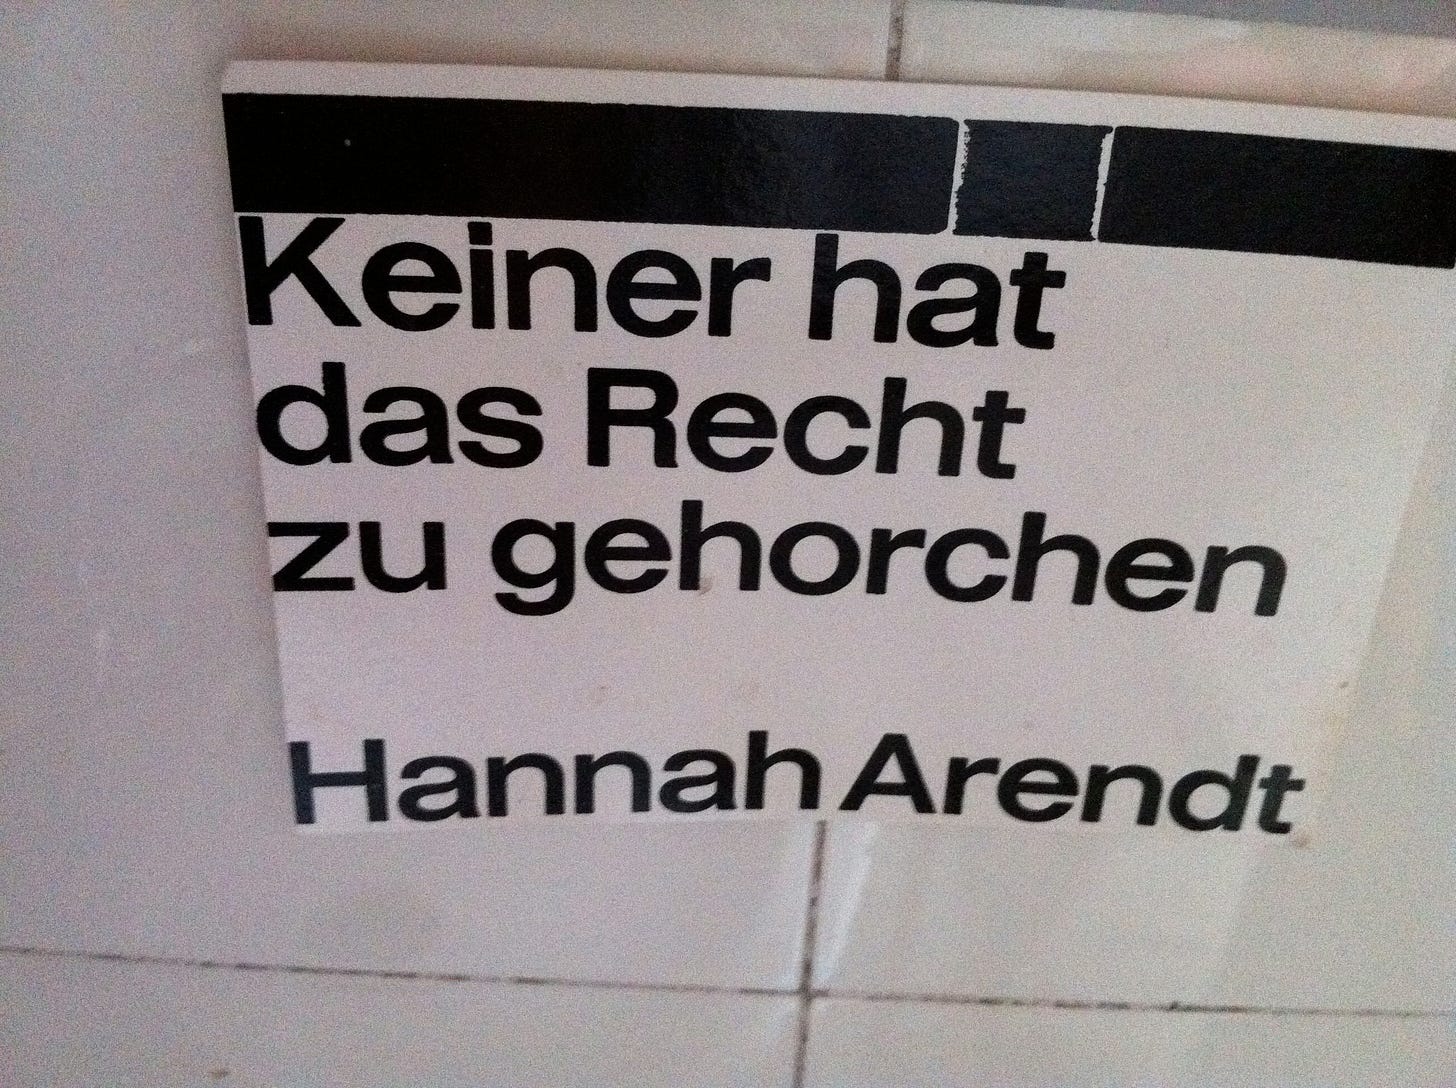 Keiner hat
das Recht
zu gehorchen
Hannah Arendt